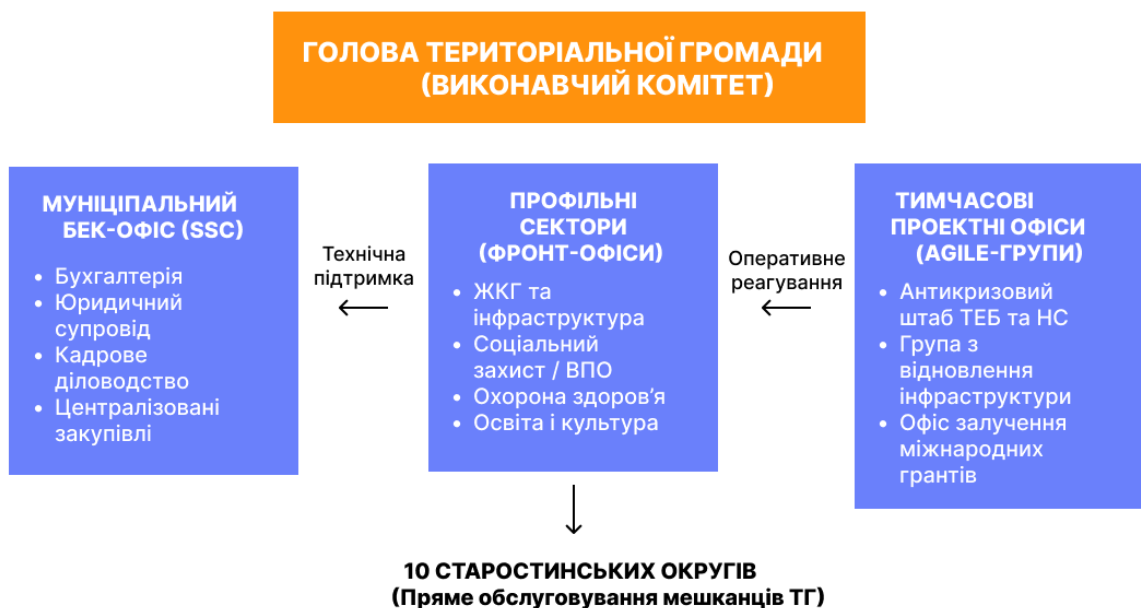 ГОЛОВА ТЕРИТОРІАЛЬНОЇ ГРОМАДИ
(ВИКОНАВЧИЙ КОМІТЕТ)
МУНІЦІПАЛЬНИЙ
БЕК-ОФІС (SSC)
• Бухгалтерія
• Юридичний
супровід
• Кадрове
діловодство
• Централізовані
закупівлі
Технічна
підтримка
ПРОФІЛЬНІ
СЕКТОРИ
(ФРОНТ-ОФІСИ)
• ЖКГ та
інфраструктура
• Соціальний
захист / ВПО
• Охорона здоров’я
• Освіта і культура
Оперативне
реагування
ТИМЧАСОВІ
ПРОЕКТНІ ОФІСИ
(AGILE-ГРУПИ)
• Антикризовий
штаб ТЕБ та НС
• Група з
відновлення
інфраструктури
• Офіс залучення
міжнародних
грантів
10 СТАРОСТИНСЬКИХ ОКРУГІВ
(Пряме обслуговування мешканців ТГ)